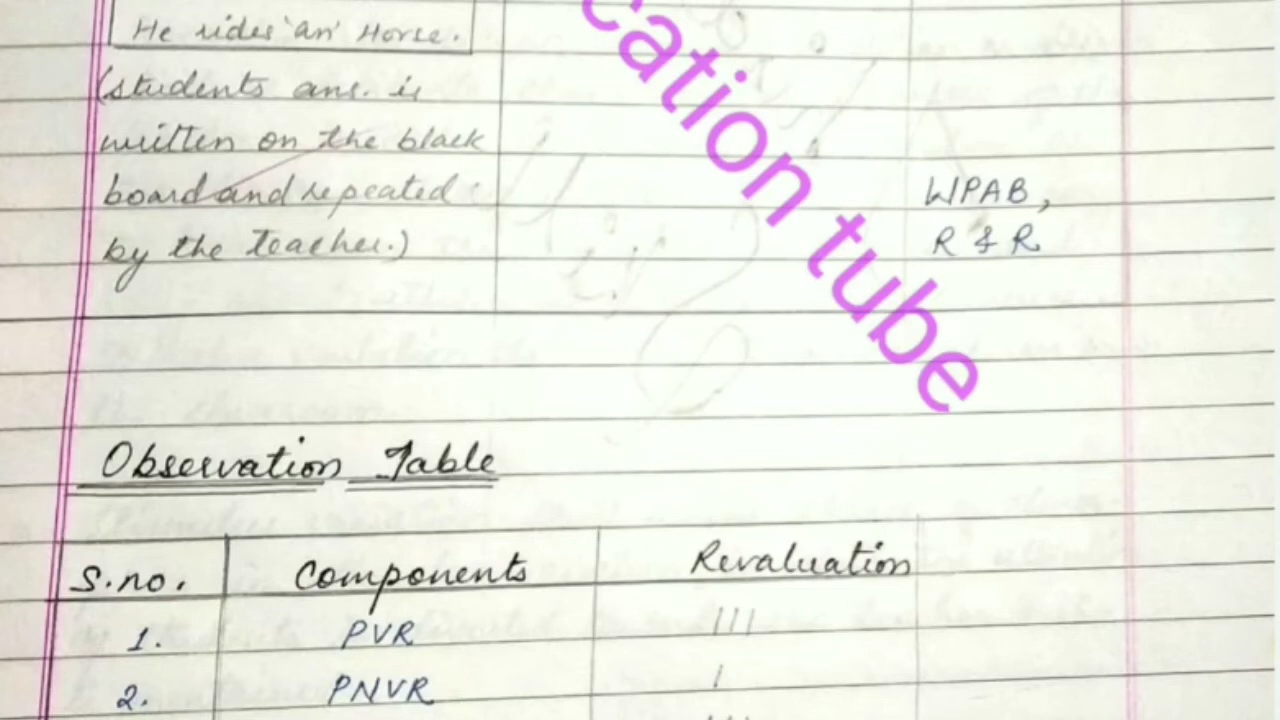 He rides 'an' Horse.
(students ans. is
written on the black
board and repeated
by the teacher.)
WPAB,
R & R
cation tube
Observation Table
S.no. Components Revaluation
1. PVR |||
2. PNVR |